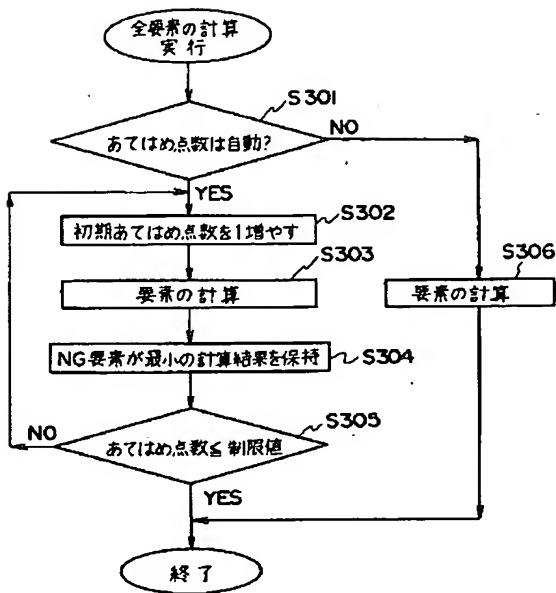 全要素の計算
実行
S301
あてはめ点数は自動?
NO
YES
S302
初期あてはめ点数を1増やす
S303
要素の計算
S306
要素の計算
NG要素が最小の計算結果を保持
S304
S305
あてはめ点数≦制限値
NO
YES
終了